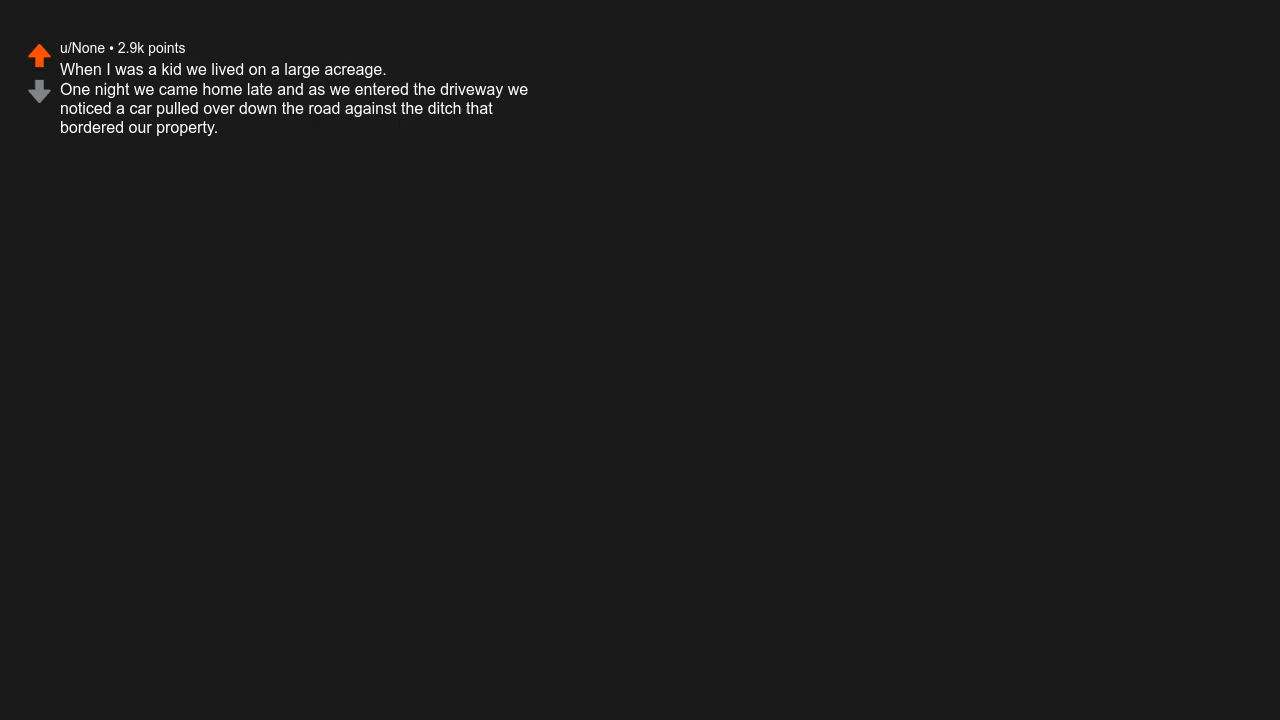 u/None • 2.9k points
When I was a kid we lived on a large acreage.
One night we came home late and as we entered the driveway we
noticed a car pulled over down the road against the ditch that
bordered our property.